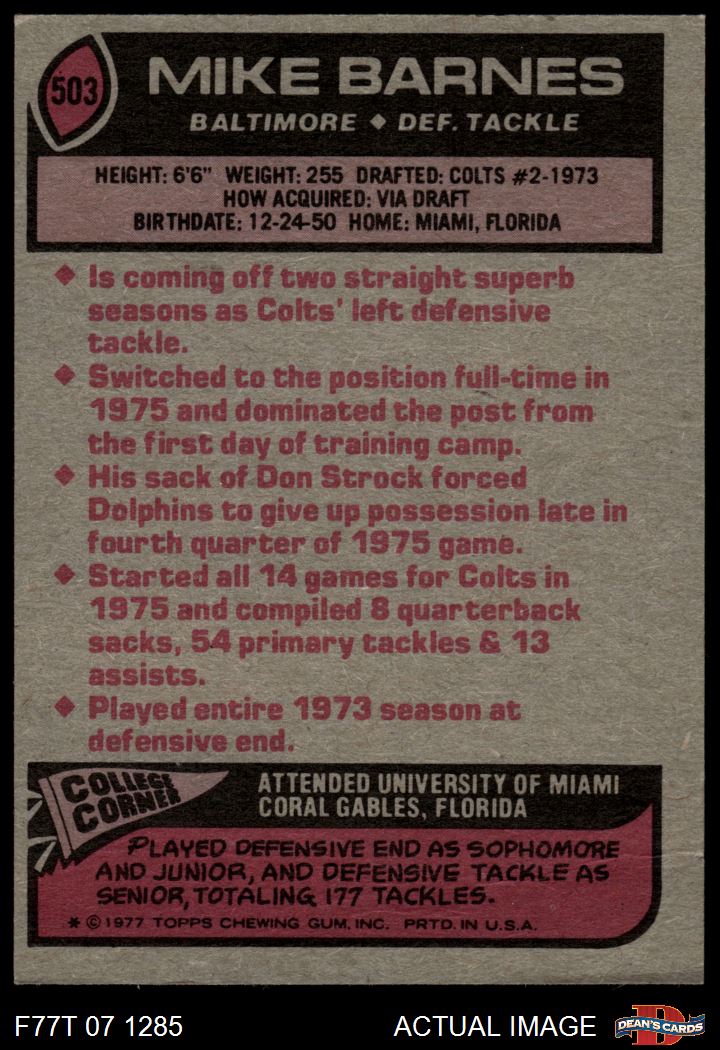 503
MIKE BARNES
BALTIMORE ◆ DEF. TACKLE
HEIGHT: 6'6" WEIGHT: 255 DRAFTED: COLTS #2-1973
HOW ACQUIRED: VIA DRAFT
BIRTHDATE: 12-24-50 HOME: MIAMI, FLORIDA
◆ Is coming off two straight superb
seasons as Colts' left defensive
tackle.
◆ Switched to the position full-time in
1975 and dominated the post from
the first day of training camp.
◆ His sack of Don Strock forced
Dolphins to give up possession late in
fourth quarter of 1975 game.
◆ Started all 14 games for Colts in
1975 and compiled 8 quarterback
sacks, 54 primary tackles & 13
assists.
◆ Played entire 1973 season at
defensive end.
COLLEGE
CORNER
ATTENDED UNIVERSITY OF MIAMI
CORAL GABLES, FLORIDA
PLAYED DEFENSIVE END AS SOPHOMORE
AND JUNIOR, AND DEFENSIVE TACKLE AS
SENIOR, TOTALING 177 TACKLES.
* © 1977 TOPPS CHEWING GUM, INC. PRTD. IN U.S.A.
F77T 07 1285
ACTUAL IMAGE
D
DEAN'S CARDS